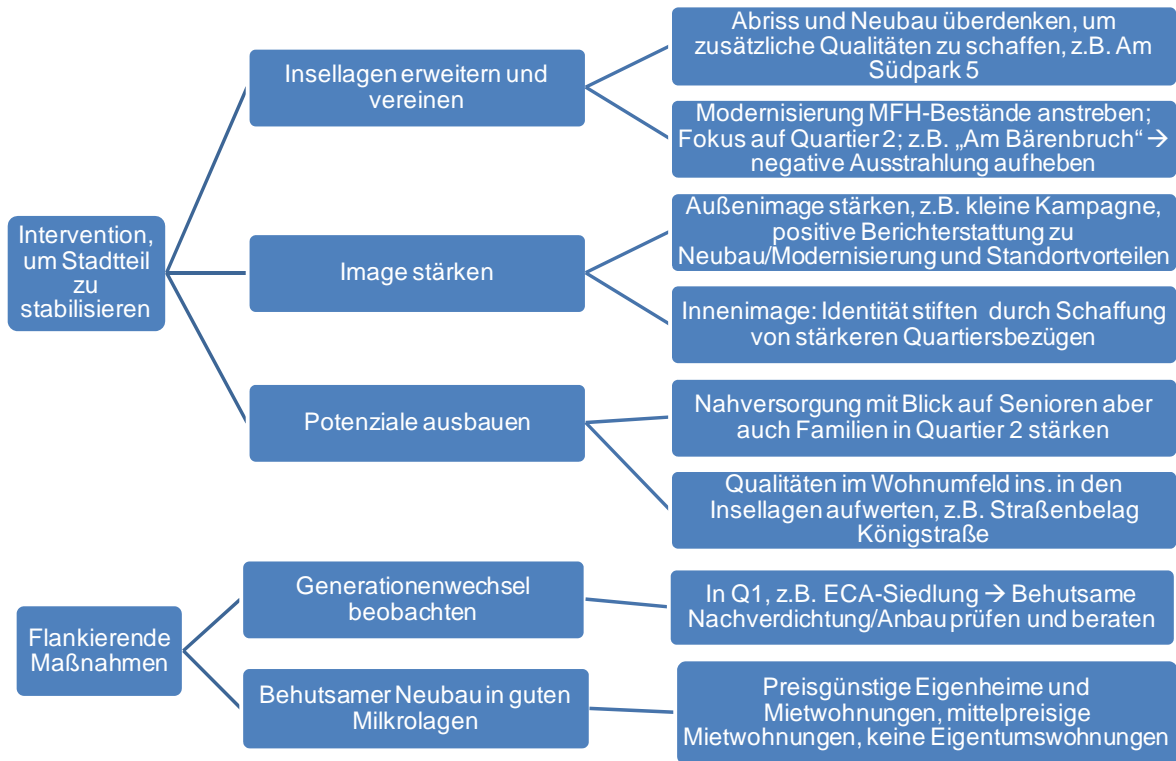 Intervention,
um Stadtteil
zu
stabilisieren
Insellagen erweitern und
vereinen
Abriss und Neubau überdenken, um
zusätzliche Qualitäten zu schaffen, z.B. Am
Südpark 5
Modernisierung MFH-Bestände anstreben;
Fokus auf Quartier 2; z.B. „Am Bärenbruch“ →
negative Ausstrahlung aufheben
Image stärken
Außenimage stärken, z.B. kleine Kampagne,
positive Berichterstattung zu
Neubau/Modernisierung und Standortvorteilen
Innenimage: Identität stiften durch Schaffung
von stärkeren Quartiersbezügen
Potenziale ausbauen
Nahversorgung mit Blick auf Senioren aber
auch Familien in Quartier 2 stärken
Qualitäten im Wohnumfeld ins. in den
Insellagen aufwerten, z.B. Straßenbelag
Königstraße
Flankierende
Maßnahmen
Generationenwechsel
beobachten
In Q1, z.B. ECA-Siedlung → Behutsame
Nachverdichtung/Anbau prüfen und beraten
Behutsamer Neubau in guten
Milkrolagen
Preisgünstige Eigenheime und
Mietwohnungen, mittelpreisige
Mietwohnungen, keine Eigentumswohnungen